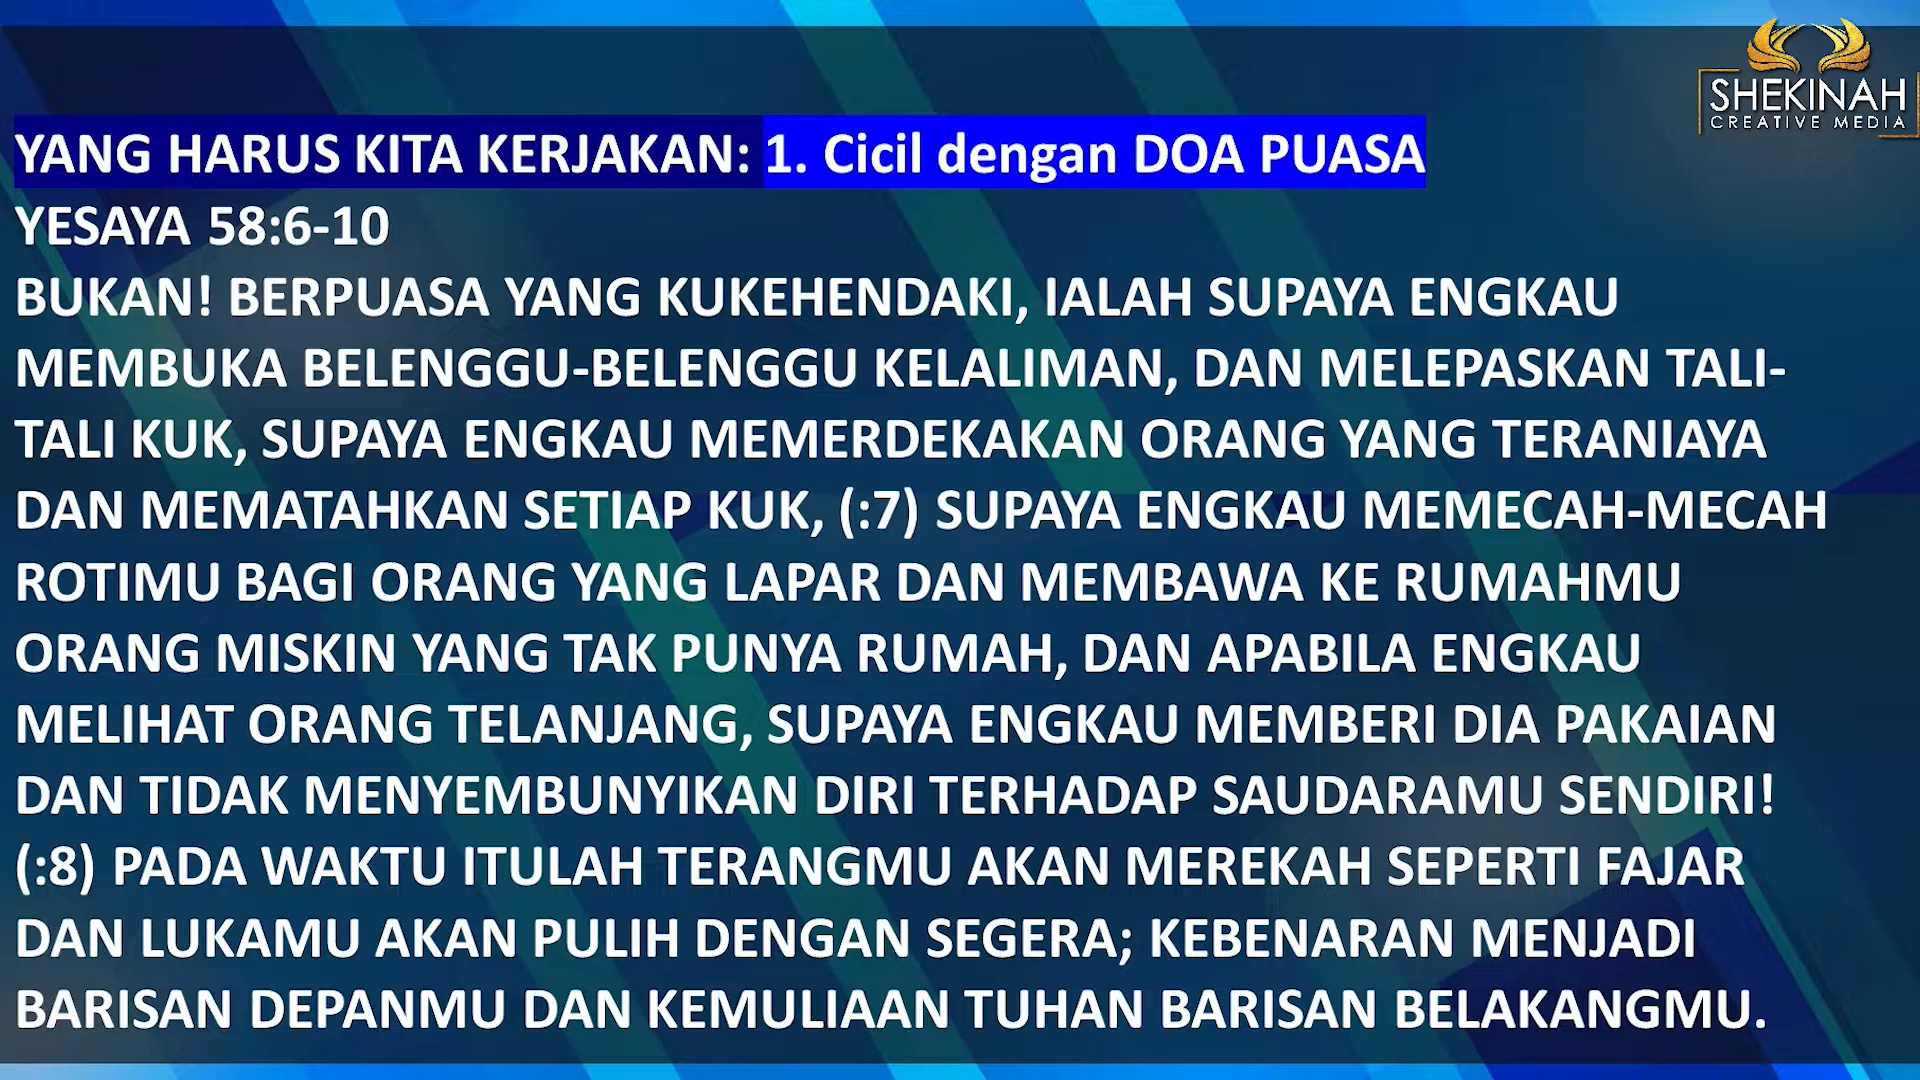 SHEKINAH
CREATIVE MEDIA
YANG HARUS KITA KERJAKAN: 1. Cicil dengan DOA PUASA
YESAYA 58:6-10
BUKAN! BERPUASA YANG KUKEHENDAKI, IALAH SUPAYA ENGKAU
MEMBUKA BELENGGU-BELENGGU KELALIMAN, DAN MELEPASKAN TALI-
TALI KUK, SUPAYA ENGKAU MEMERDEKAKAN ORANG YANG TERANIAYA
DAN MEMATAHKAN SETIAP KUK, (:7) SUPAYA ENGKAU MEMECAH-MECAH
ROTIMU BAGI ORANG YANG LAPAR DAN MEMBAWA KE RUMAHMU
ORANG MISKIN YANG TAK PUNYA RUMAH, DAN APABILA ENGKAU
MELIHAT ORANG TELANJANG, SUPAYA ENGKAU MEMBERI DIA PAKAIAN
DAN TIDAK MENYEMBUNYIKAN DIRI TERHADAP SAUDARAMU SENDIRI!
(:8) PADA WAKTU ITULAH TERANGMU AKAN MEREKAH SEPERTI FAJAR
DAN LUKAMU AKAN PULIH DENGAN SEGERA; KEBENARAN MENJADI
BARISAN DEPANMU DAN KEMULIAAN TUHAN BARISAN BELAKANGMU.